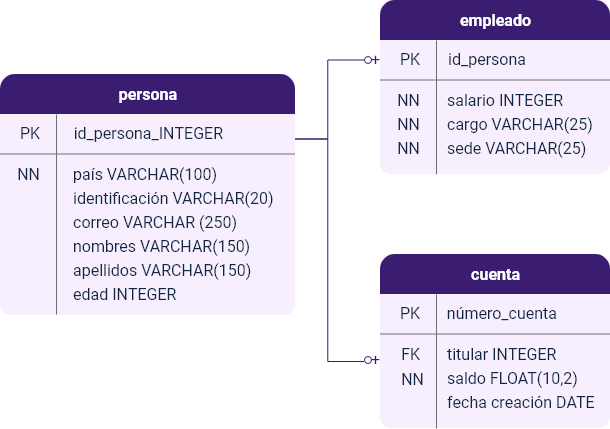 persona
PK id_persona_INTEGER
NN país VARCHAR(100)
identificación VARCHAR(20)
correo VARCHAR (250)
nombres VARCHAR(150)
apellidos VARCHAR(150)
edad INTEGER
empleado
PK id_persona
NN salario INTEGER
NN cargo VARCHAR(25)
NN sede VARCHAR(25)
cuenta
PK número_cuenta
FK titular INTEGER
NN saldo FLOAT(10,2)
fecha creación DATE